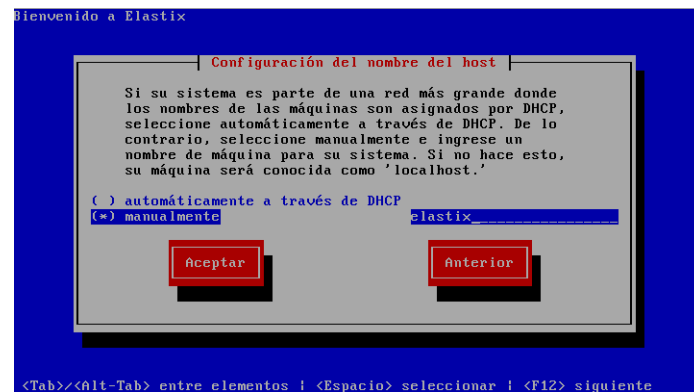 Bienvenido a Elastix
Configuración del nombre del host
Si su sistema es parte de una red más grande donde
los nombres de las máquinas son asignados por DHCP,
seleccione automáticamente a través de DHCP. De lo
contrario, seleccione manualmente e ingrese un
nombre de máquina para su sistema. Si no hace esto,
su máquina será conocida como 'localhost.'
( ) automáticamente a través de DHCP
(*) manualmente elastix_________________
Aceptar Anterior
<Tab>/<Alt-Tab> entre elementos | <Espacio> seleccionar | <F12> siguiente